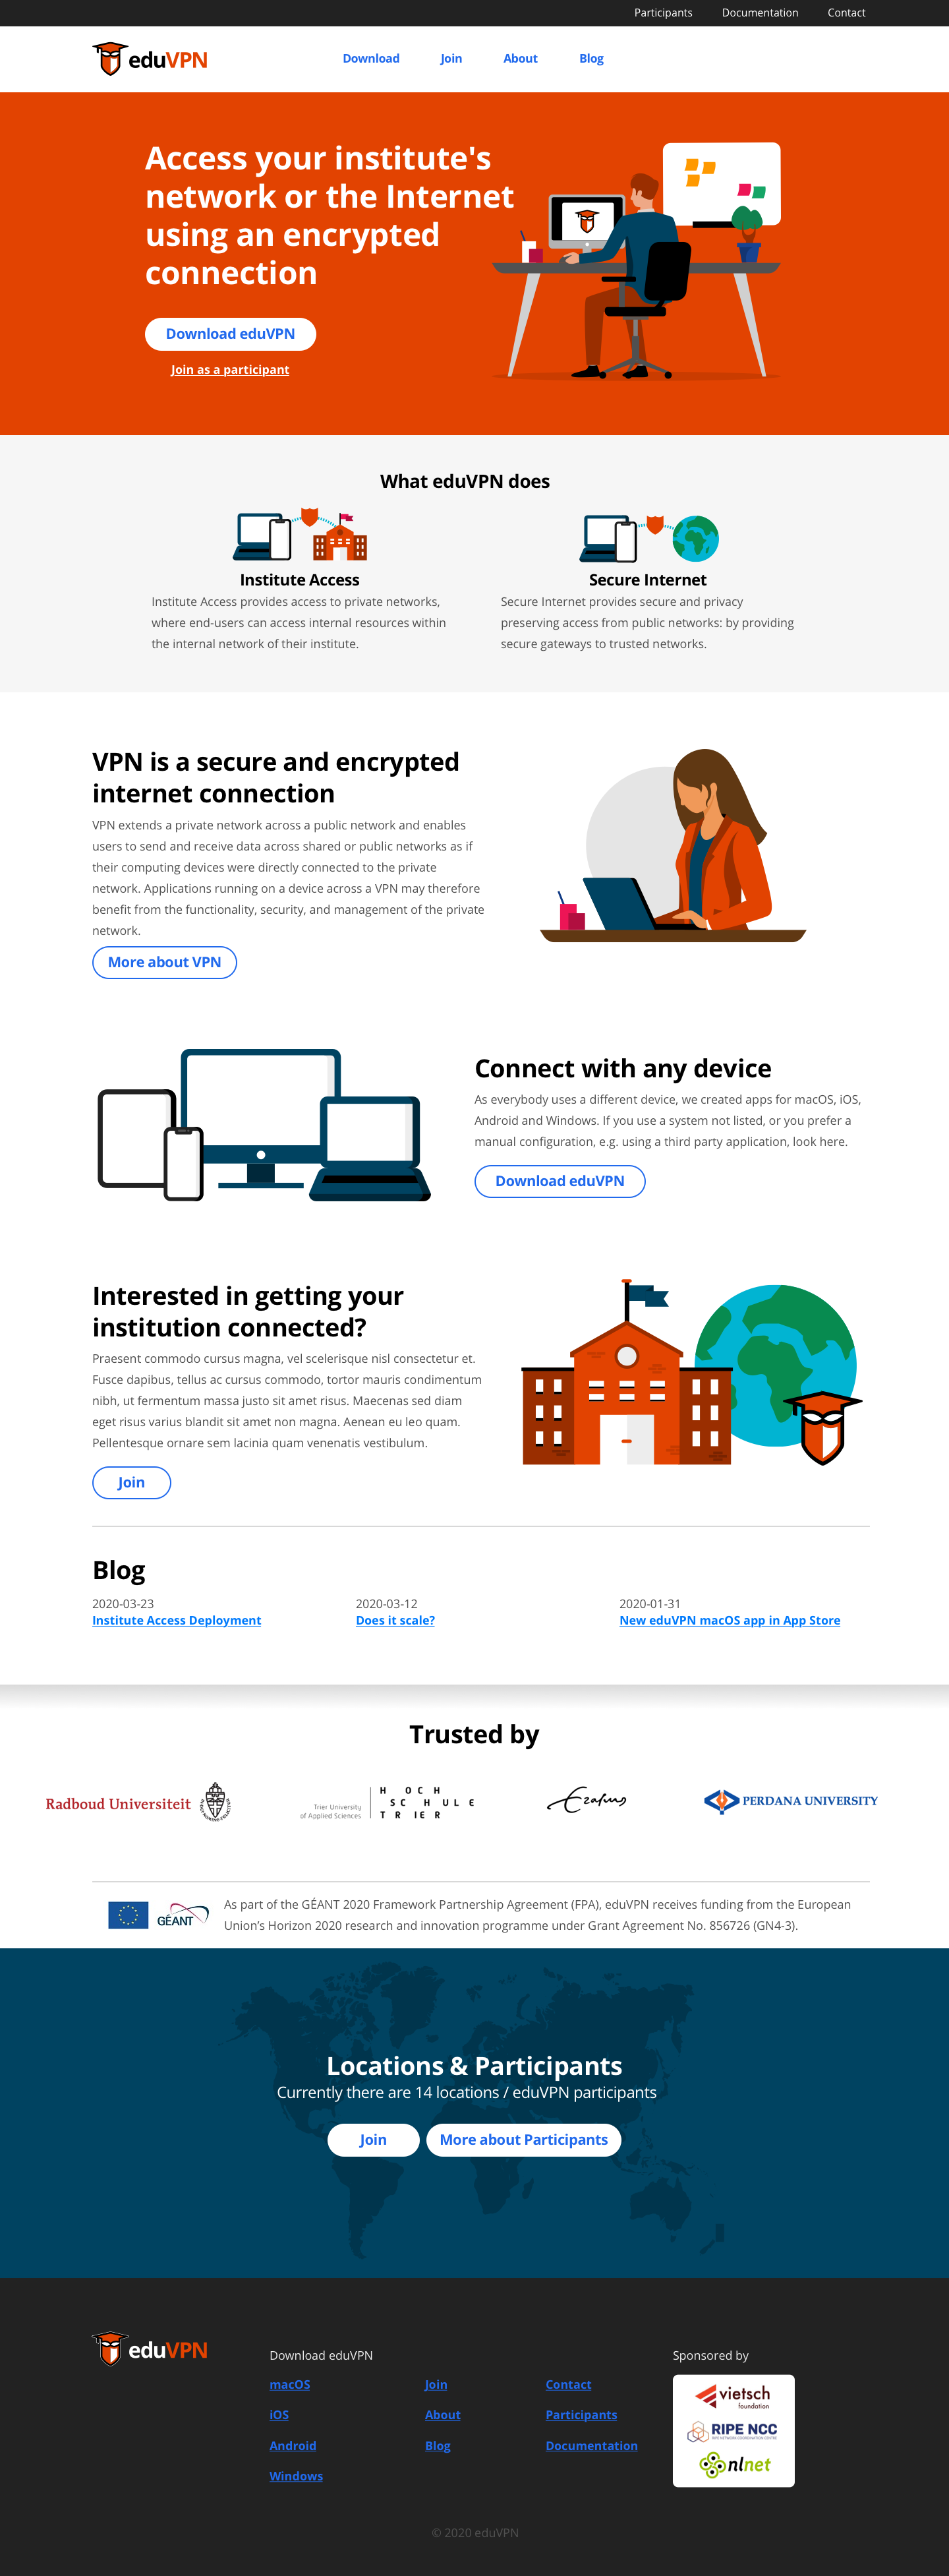 Participants Documentation Contact
eduVPN Download Join About Blog
Access your institute's
network or the Internet
using an encrypted
connection
Download eduVPN
Join as a participant
What eduVPN does
Institute Access
Institute Access provides access to private networks,
where end-users can access internal resources within
the internal network of their institute.
Secure Internet
Secure Internet provides secure and privacy
preserving access from public networks: by providing
secure gateways to trusted networks.
VPN is a secure and encrypted
internet connection
VPN extends a private network across a public network and enables
users to send and receive data across shared or public networks as if
their computing devices were directly connected to the private
network. Applications running on a device across a VPN may therefore
benefit from the functionality, security, and management of the private
network.
More about VPN
Connect with any device
As everybody uses a different device, we created apps for macOS, iOS,
Android and Windows. If you use a system not listed, or you prefer a
manual configuration, e.g. using a third party application, look here.
Download eduVPN
Interested in getting your
institution connected?
Praesent commodo cursus magna, vel scelerisque nisl consectetur et.
Fusce dapibus, tellus ac cursus commodo, tortor mauris condimentum
nibh, ut fermentum massa justo sit amet risus. Maecenas sed diam
eget risus varius blandit sit amet non magna. Aenean eu leo quam.
Pellentesque ornare sem lacinia quam venenatis vestibulum.
Join
Blog
2020-03-23
Institute Access Deployment
2020-03-12
Does it scale?
2020-01-31
New eduVPN macOS app in App Store
Trusted by
Radboud Universiteit
Trier University
of Applied Sciences
HOCH
SCHULE
TRIER
Erasmus
PERDANA UNIVERSITY
GÉANT
As part of the GÉANT 2020 Framework Partnership Agreement (FPA), eduVPN receives funding from the European
Union's Horizon 2020 research and innovation programme under Grant Agreement No. 856726 (GN4-3).
Locations & Participants
Currently there are 14 locations / eduVPN participants
Join
More about Participants
eduVPN
Download eduVPN
macOS
iOS
Android
Windows
Join
About
Blog
Contact
Participants
Documentation
Sponsored by
vietsch
foundation
RIPE NCC
RIPE NETWORK COORDINATION CENTRE
nlnet
© 2020 eduVPN